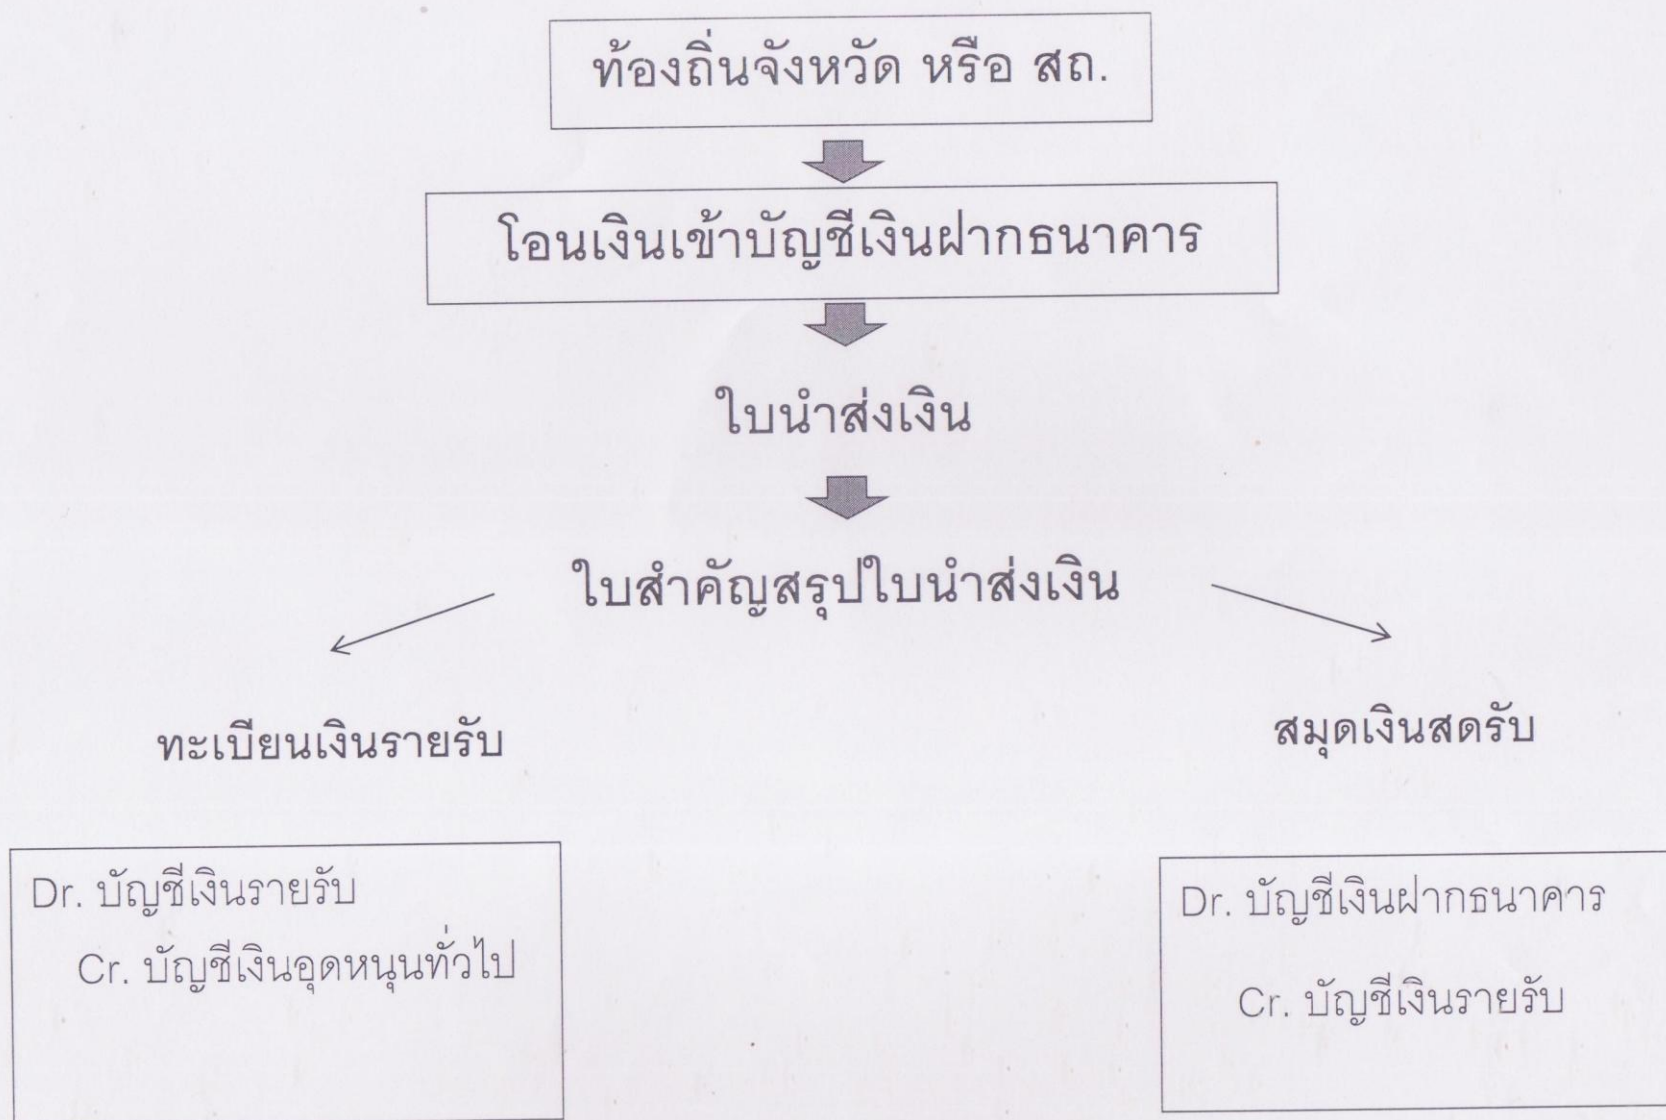 ท้องถิ่นจังหวัด หรือ สถ.
โอนเงินเข้าบัญชีเงินฝากธนาคาร
ใบนำส่งเงิน
ใบสำคัญสรุปใบนำส่งเงิน
ทะเบียนเงินรายรับ
สมุดเงินสดรับ
Dr. บัญชีเงินรายรับ
Cr. บัญชีเงินอุดหนุนทั่วไป
Dr. บัญชีเงินฝากธนาคาร
Cr. บัญชีเงินรายรับ